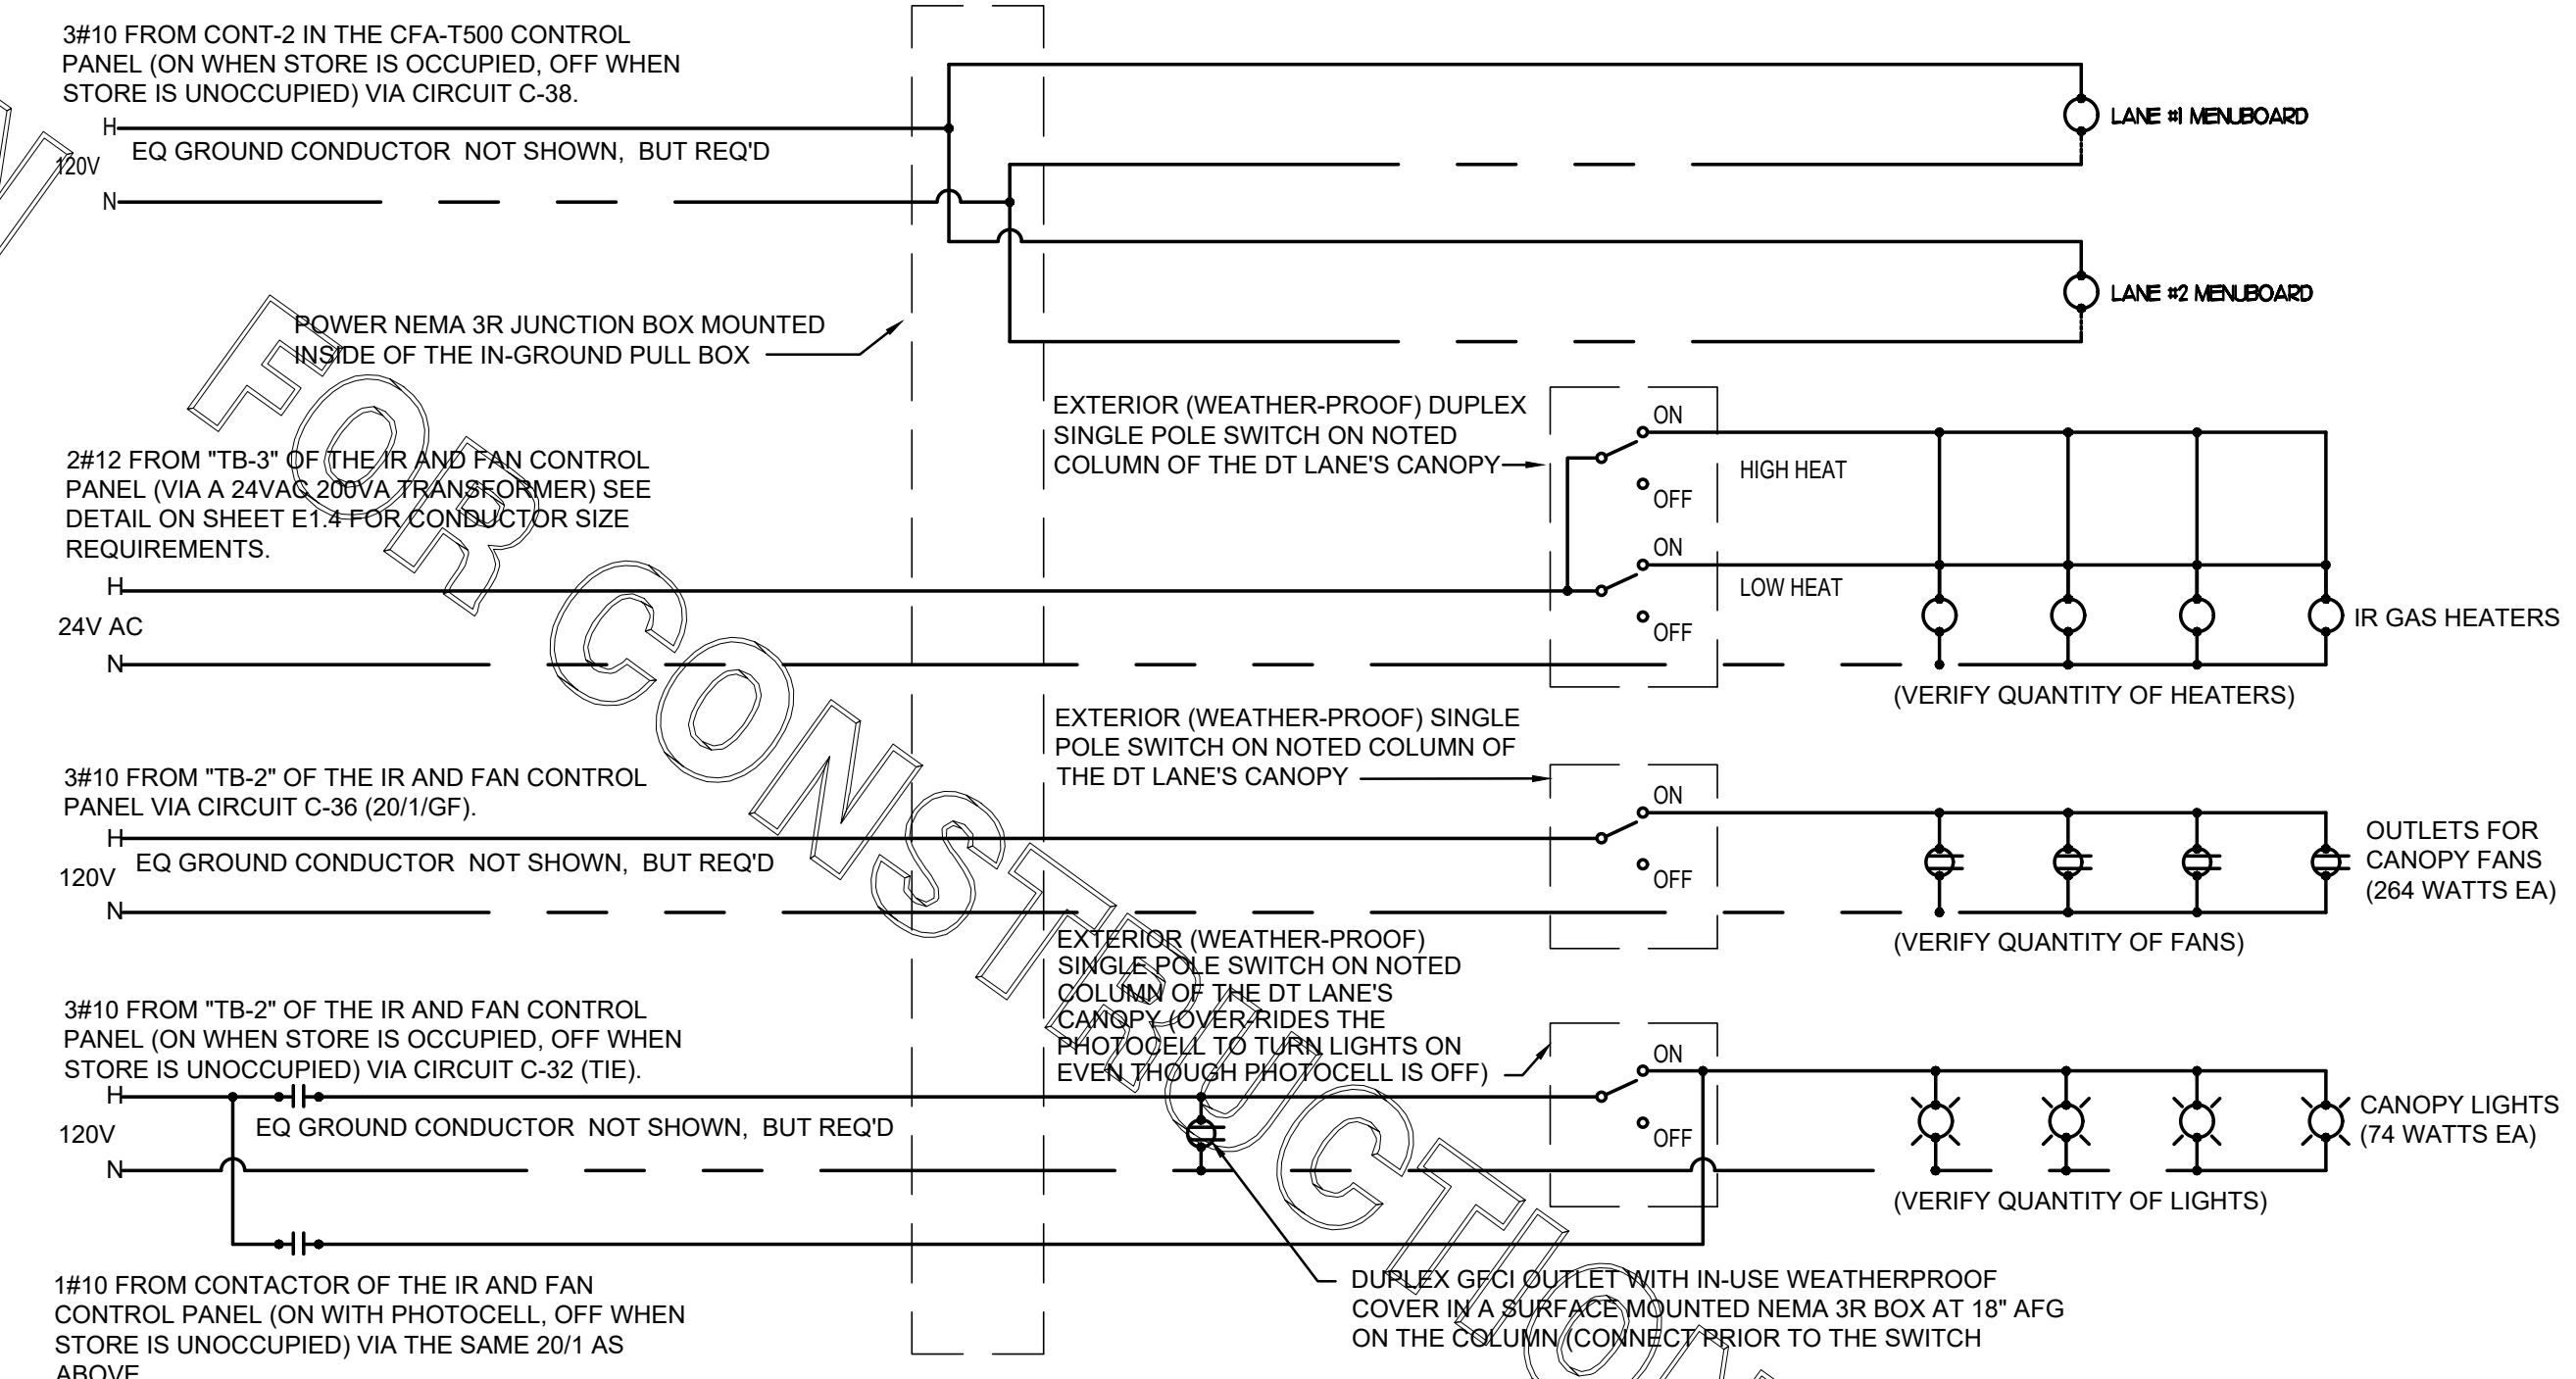 3#10 FROM CONT-2 IN THE CFA-T500 CONTROL
PANEL (ON WHEN STORE IS OCCUPIED, OFF WHEN
STORE IS UNOCCUPIED) VIA CIRCUIT C-38.
H
EQ GROUND CONDUCTOR  NOT SHOWN,  BUT REQ'D
120V
N
LANE #1 MENUBOARD
LANE #2 MENUBOARD
POWER NEMA 3R JUNCTION BOX MOUNTED
INSIDE OF THE IN-GROUND PULL BOX
2#12 FROM "TB-3" OF THE IR AND FAN CONTROL
PANEL (VIA A 24VAC 200VA TRANSFORMER) SEE
DETAIL ON SHEET E1.4 FOR CONDUCTOR SIZE
REQUIREMENTS.
H
24V AC
N
EXTERIOR (WEATHER-PROOF) DUPLEX
SINGLE POLE SWITCH ON NOTED
COLUMN OF THE DT LANE'S CANOPY
ON
HIGH HEAT
OFF
ON
LOW HEAT
OFF
IR GAS HEATERS
(VERIFY QUANTITY OF HEATERS)
3#10 FROM "TB-2" OF THE IR AND FAN CONTROL
PANEL VIA CIRCUIT C-36 (20/1/GF).
H
EQ GROUND CONDUCTOR  NOT SHOWN,  BUT REQ'D
120V
N
EXTERIOR (WEATHER-PROOF) SINGLE
POLE SWITCH ON NOTED COLUMN OF
THE DT LANE'S CANOPY
ON
OFF
OUTLETS FOR
CANOPY FANS
(264 WATTS EA)
(VERIFY QUANTITY OF FANS)
3#10 FROM "TB-2" OF THE IR AND FAN CONTROL
PANEL (ON WHEN STORE IS OCCUPIED, OFF WHEN
STORE IS UNOCCUPIED) VIA CIRCUIT C-32 (TIE).
H
EQ GROUND CONDUCTOR  NOT SHOWN,  BUT REQ'D
120V
N
EXTERIOR (WEATHER-PROOF)
SINGLE POLE SWITCH ON NOTED
COLUMN OF THE DT LANE'S
CANOPY (OVER-RIDES THE
PHOTOCELL TO TURN LIGHTS ON
EVEN THOUGH PHOTOCELL IS OFF)
ON
OFF
CANOPY LIGHTS
(74 WATTS EA)
(VERIFY QUANTITY OF LIGHTS)
1#10 FROM CONTACTOR OF THE IR AND FAN
CONTROL PANEL (ON WITH PHOTOCELL, OFF WHEN
STORE IS UNOCCUPIED) VIA THE SAME 20/1 AS
ABOVE
DUPLEX GFCI OUTLET WITH IN-USE WEATHERPROOF
COVER IN A SURFACE MOUNTED NEMA 3R BOX AT 18" AFG
ON THE COLUMN (CONNECT PRIOR TO THE SWITCH
FOR CONSTRUCTIO